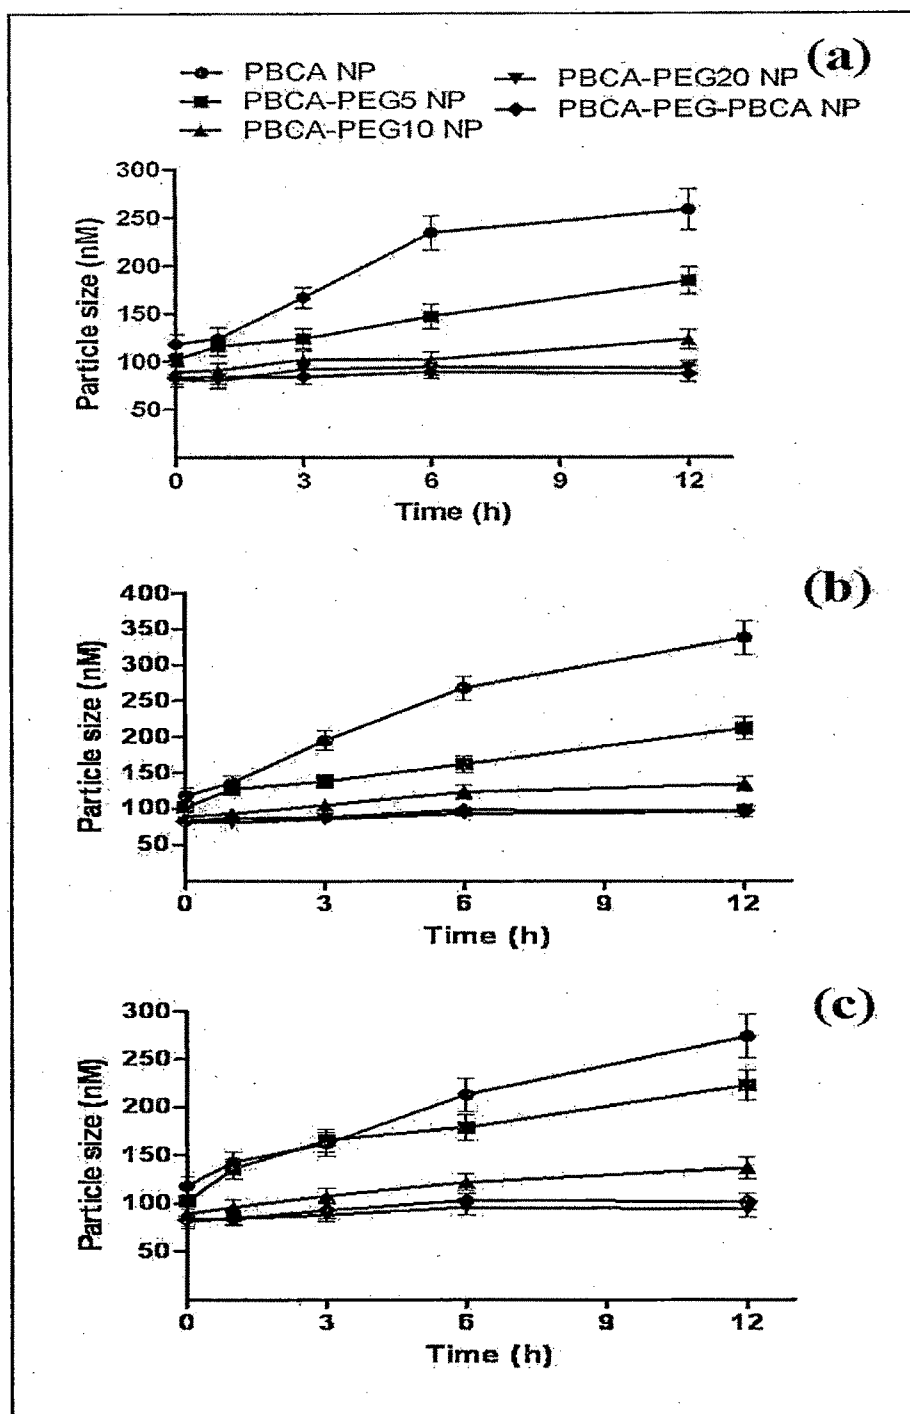 (a)
PBCA NP
PBCA-PEG5 NP
PBCA-PEG10 NP
PBCA-PEG20 NP
PBCA-PEG-PBCA NP
300
250
200
150
100
50
Particle size (nM)
0 3 6 9 12
Time (h)
(b)
400
350
300
250
200
150
100
50
Particle size (nM)
0 3 6 9 12
Time (h)
(c)
300
250
200
150
100
50
Particle size (nM)
0 3 6 9 12
Time (h)